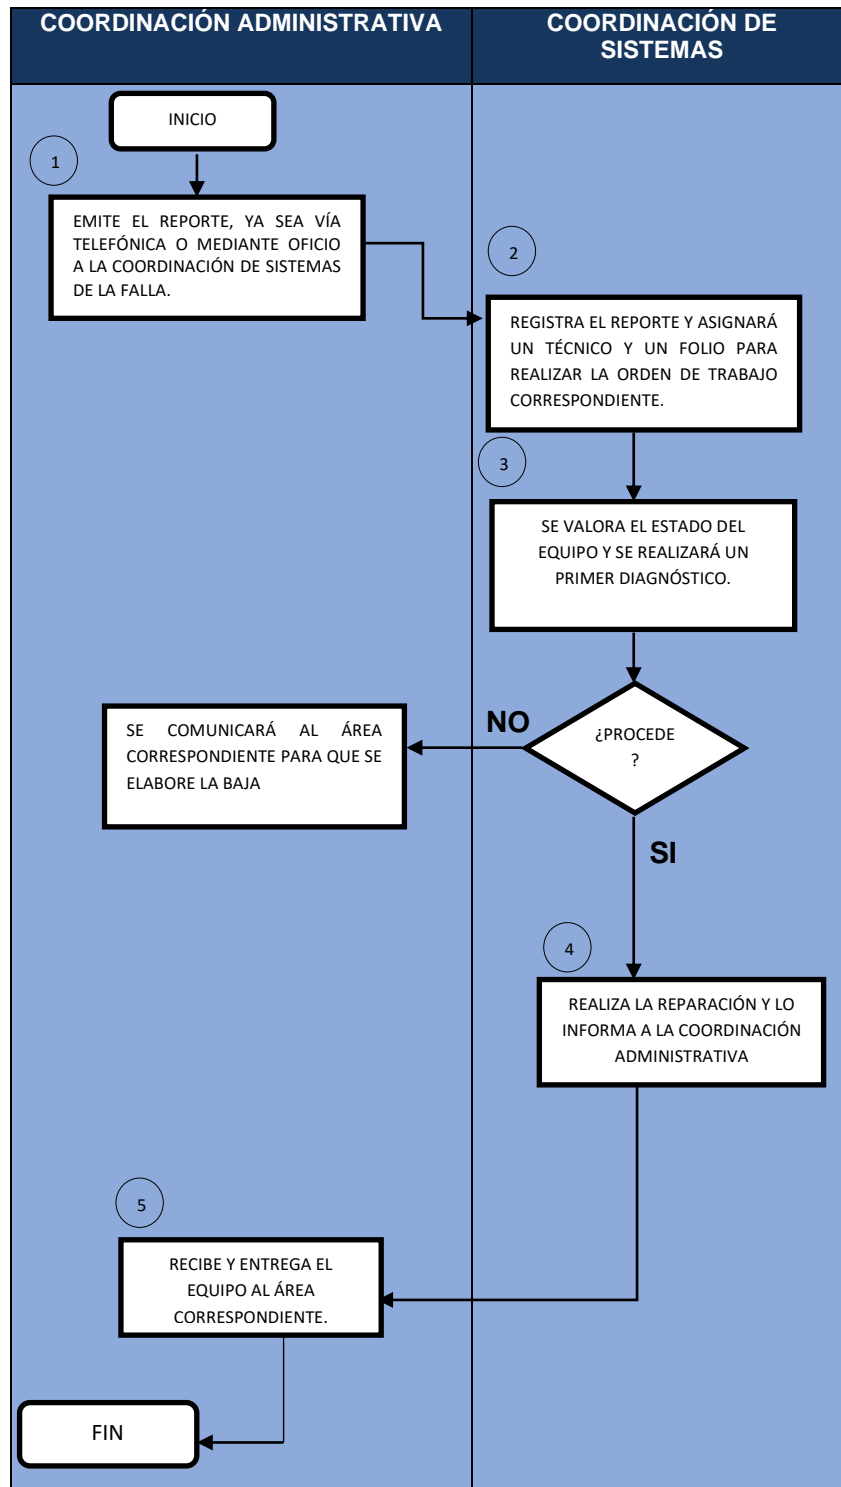 COORDINACIÓN ADMINISTRATIVA
COORDINACIÓN DE
SISTEMAS
INICIO
1
EMITE EL REPORTE, YA SEA VÍA
TELEFÓNICA O MEDIANTE OFICIO
A LA COORDINACIÓN DE SISTEMAS
DE LA FALLA.
2
REGISTRA EL REPORTE Y ASIGNARÁ
UN TÉCNICO Y UN FOLIO PARA
REALIZAR LA ORDEN DE TRABAJO
CORRESPONDIENTE.
3
SE VALORA EL ESTADO DEL
EQUIPO Y SE REALIZARÁ UN
PRIMER DIAGNÓSTICO.
¿PROCEDE
?
NO
SE COMUNICARÁ AL ÁREA
CORRESPONDIENTE PARA QUE SE
ELABORE LA BAJA
SI
4
REALIZA LA REPARACIÓN Y LO
INFORMA A LA COORDINACIÓN
ADMINISTRATIVA
5
RECIBE Y ENTREGA EL
EQUIPO AL ÁREA
CORRESPONDIENTE.
FIN